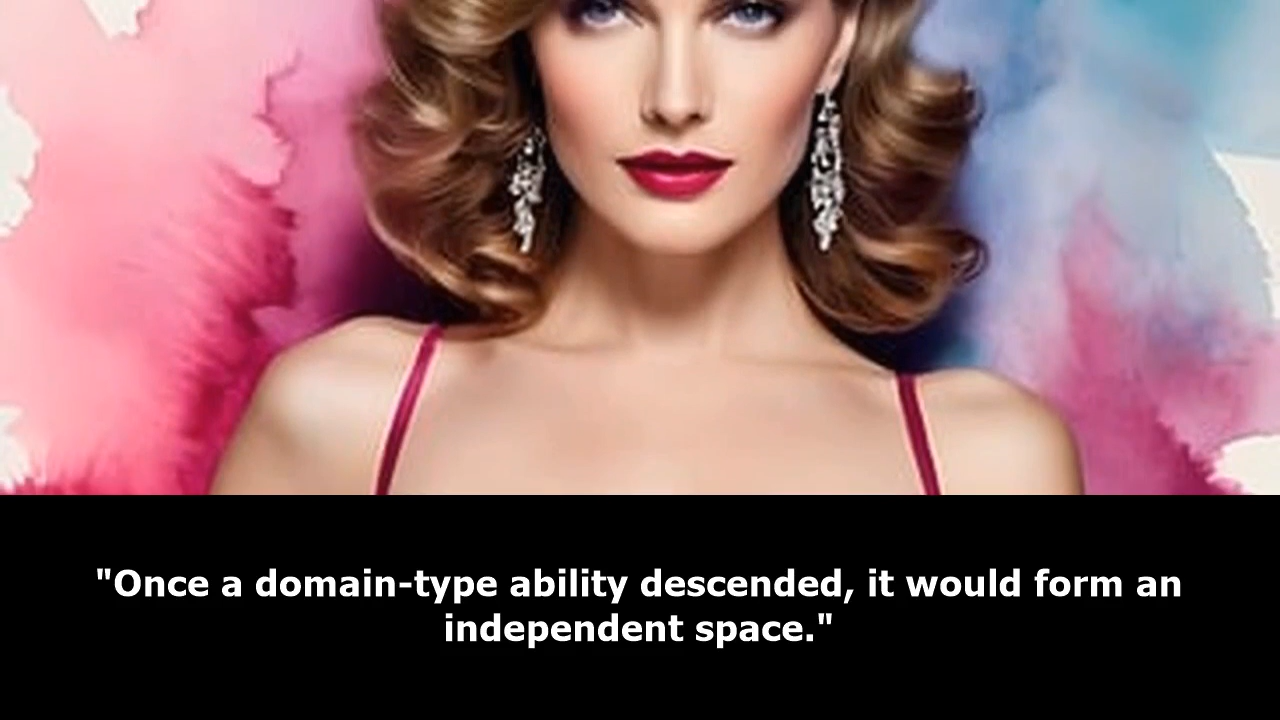 "Once a domain-type ability descended, it would form an
independent space."